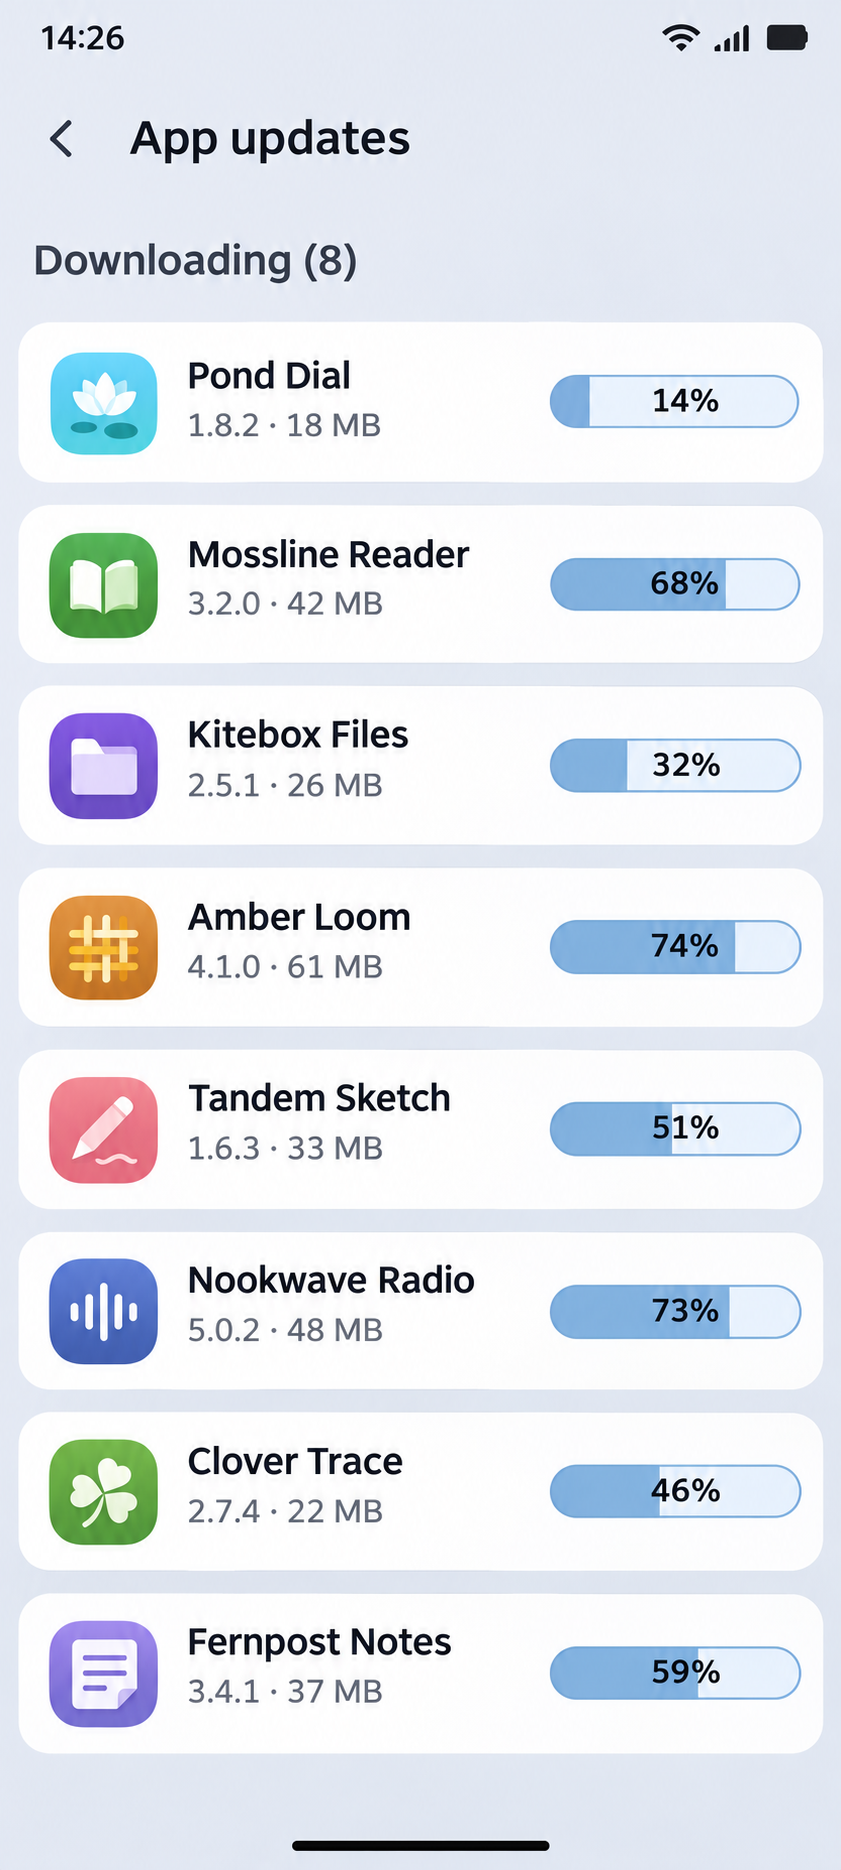 14:26
App updates
Downloading (8)
Pond Dial
1.8.2 · 18 MB
14%
Mossline Reader
3.2.0 · 42 MB
68%
Kitebox Files
2.5.1 · 26 MB
32%
Amber Loom
4.1.0 · 61 MB
74%
Tandem Sketch
1.6.3 · 33 MB
51%
Nookwave Radio
5.0.2 · 48 MB
73%
Clover Trace
2.7.4 · 22 MB
46%
Fernpost Notes
3.4.1 · 37 MB
59%